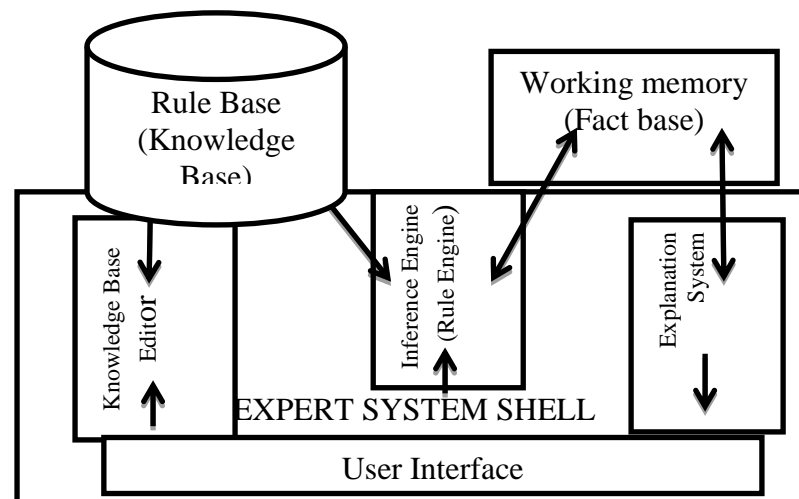 Rule Base
(Knowledge
Base)
Working memory
(Fact base)
Knowledge Base
Editor
Inference Engine
(Rule Engine)
Explanation
System
EXPERT SYSTEM SHELL
User Interface